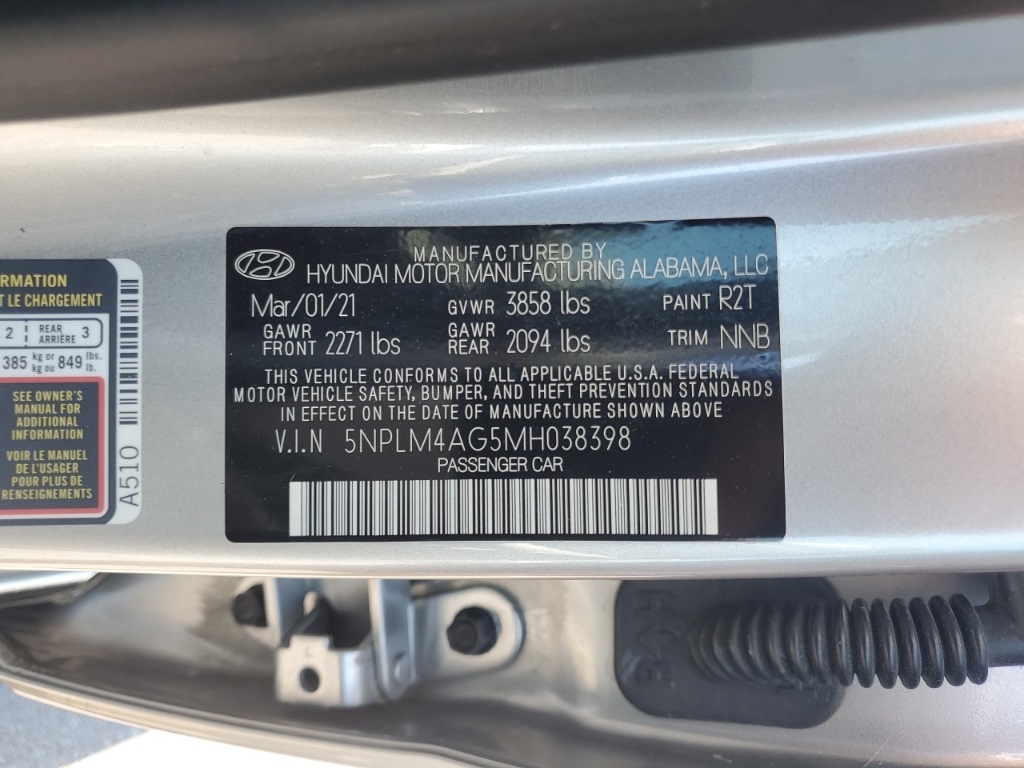 RMATION
T LE CHARGEMENT
2 REAR ARRIÈRE 3
385 kg or kg ou 849 lbs. lb.
SEE OWNER'S
MANUAL FOR
ADDITIONAL
INFORMATION
VOIR LE MANUEL
DE L'USAGER
POUR PLUS DE
RENSEIGNEMENTS
A510
MANUFACTURED BY
HYUNDAI MOTOR MANUFACTURING ALABAMA, LLC
Mar/01/21 GVWR 3858 lbs PAINT R2T
GAWR FRONT 2271 lbs GAWR REAR 2094 lbs TRIM NNB
THIS VEHICLE CONFORMS TO ALL APPLICABLE U.S.A. FEDERAL
MOTOR VEHICLE SAFETY, BUMPER, AND THEFT PREVENTION STANDARDS
IN EFFECT ON THE DATE OF MANUFACTURE SHOWN ABOVE
V.I.N 5NPLM4AG5MH038398
PASSENGER CAR
L